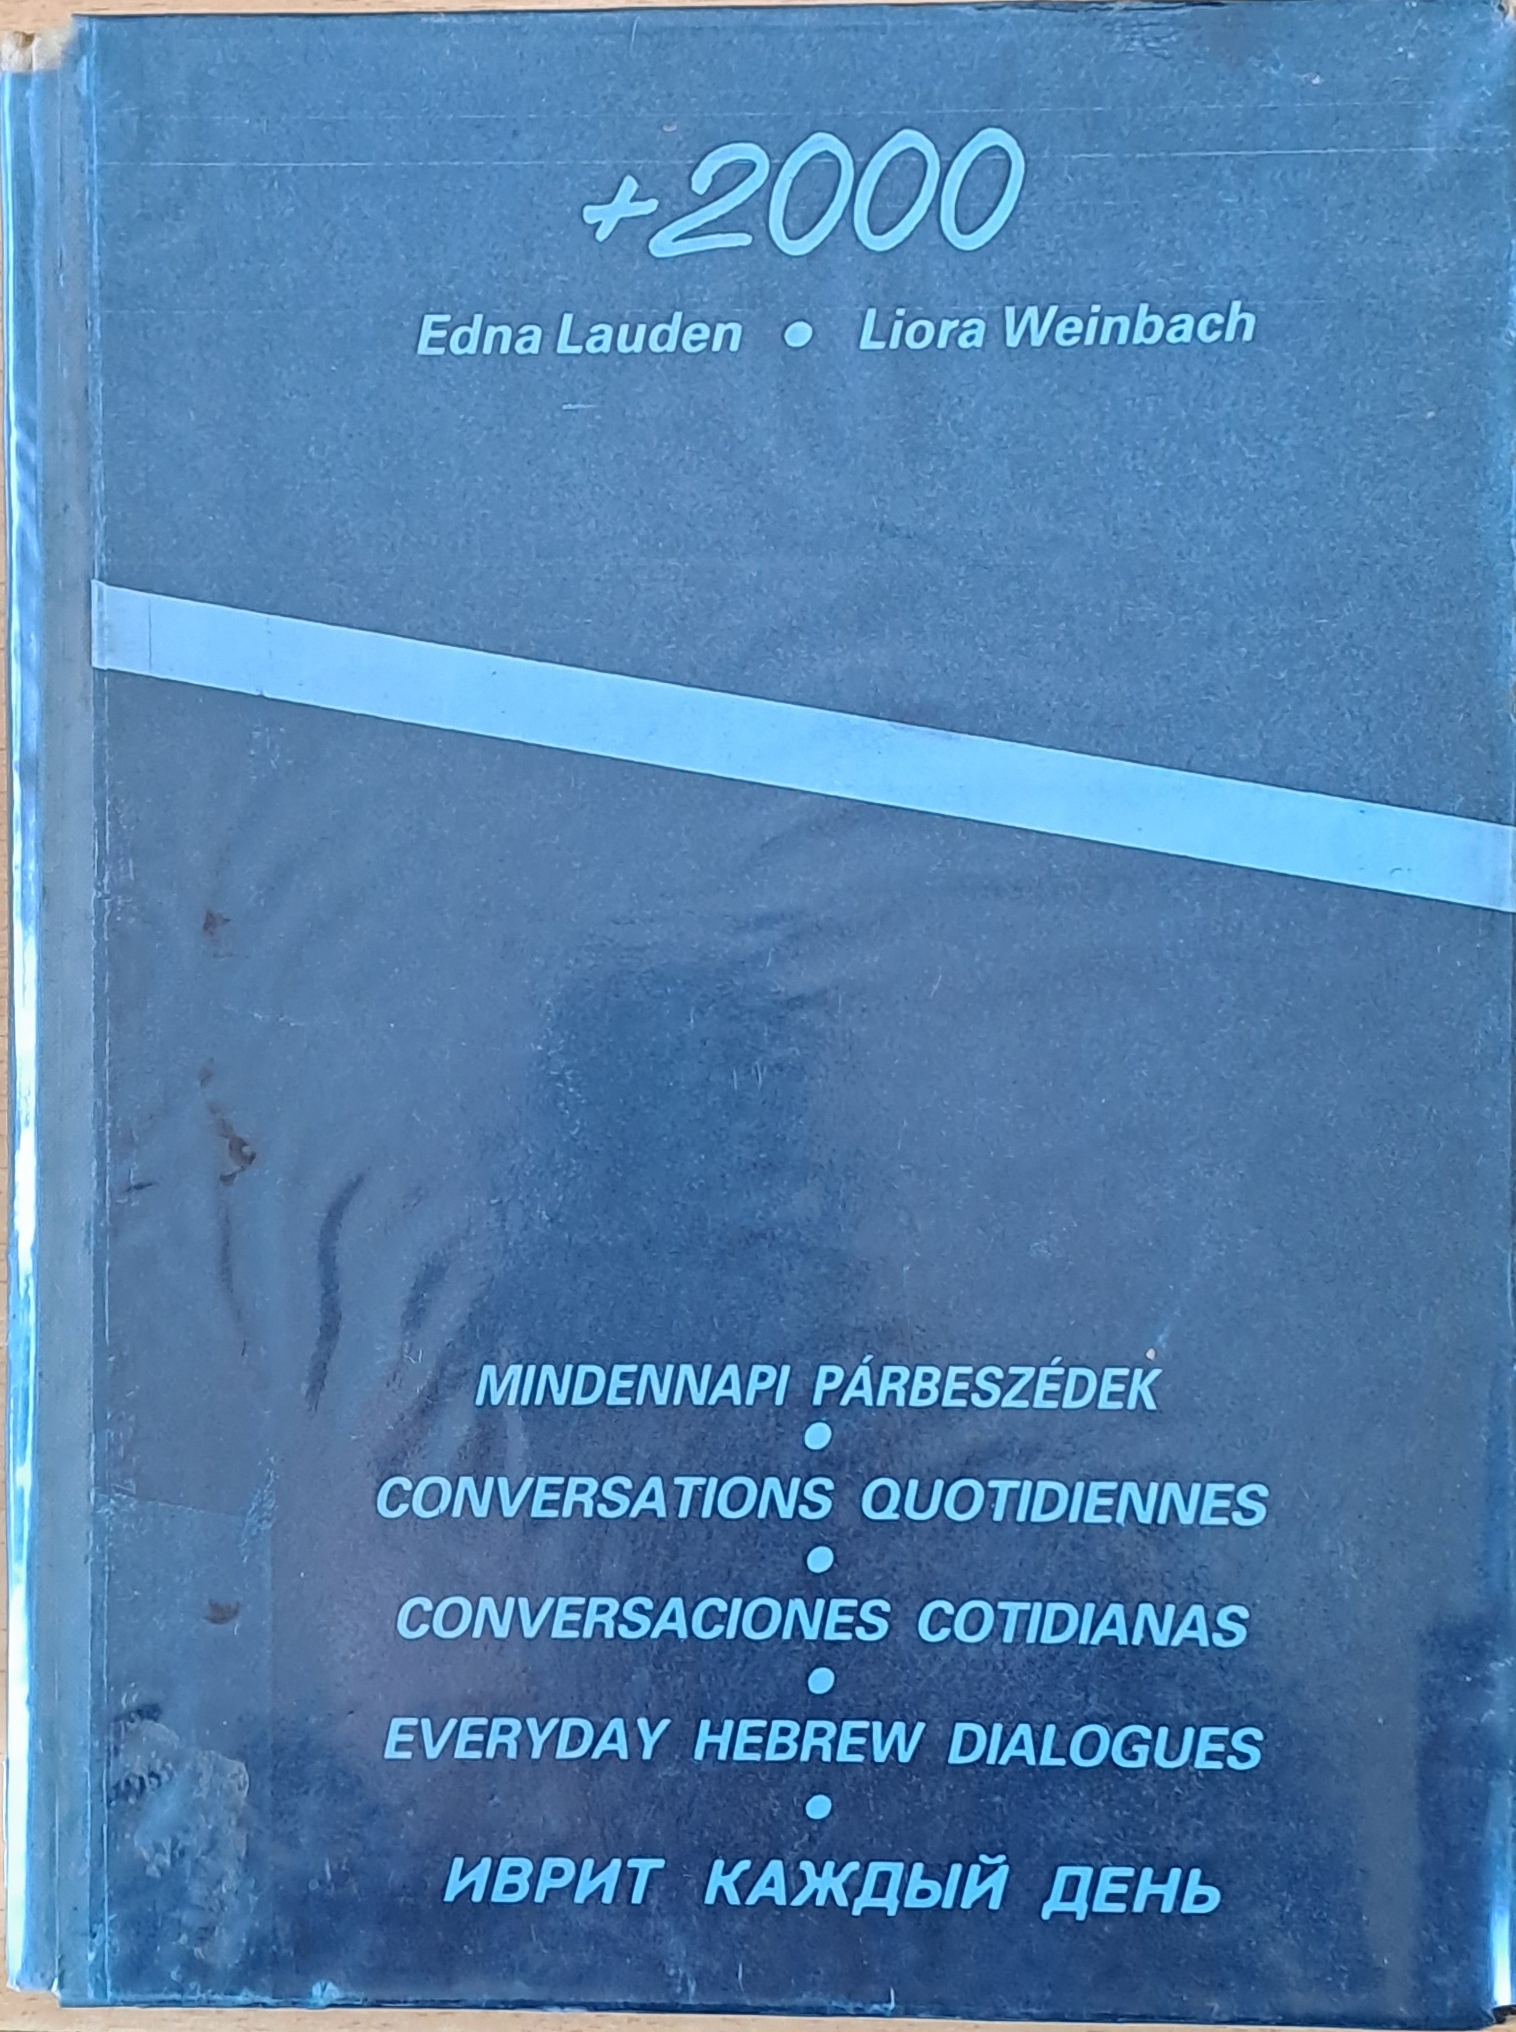 +2000
Edna Lauden • Liora Weinbach
MINDENNAPI PÁRBESZÉDEK
•
CONVERSATIONS QUOTIDIENNES
•
CONVERSACIONES COTIDIANAS
•
EVERYDAY HEBREW DIALOGUES
•
ИВРИТ КАЖДЫЙ ДЕНЬ